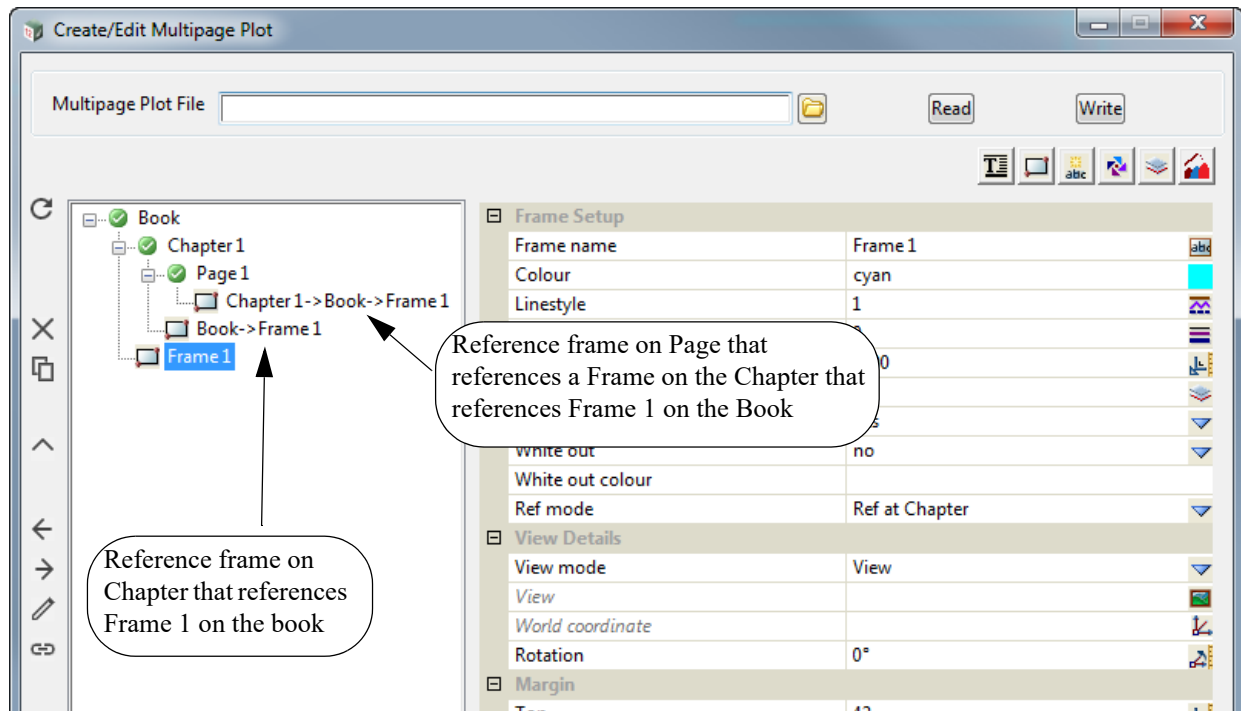 Create/Edit Multipage Plot
Multipage Plot File
Read
Write
Book
Chapter 1
Page 1
Chapter 1->Book->Frame 1
Book->Frame 1
Frame 1
Frame Setup
Frame name Frame 1
Colour cyan
Linestyle 1
White out no
White out colour
Ref mode Ref at Chapter
View Details
View mode View
View
World coordinate
Rotation 0°
Margin
Reference frame on Page that
references a Frame on the Chapter that
references Frame 1 on the Book
Reference frame on
Chapter that references
Frame 1 on the book